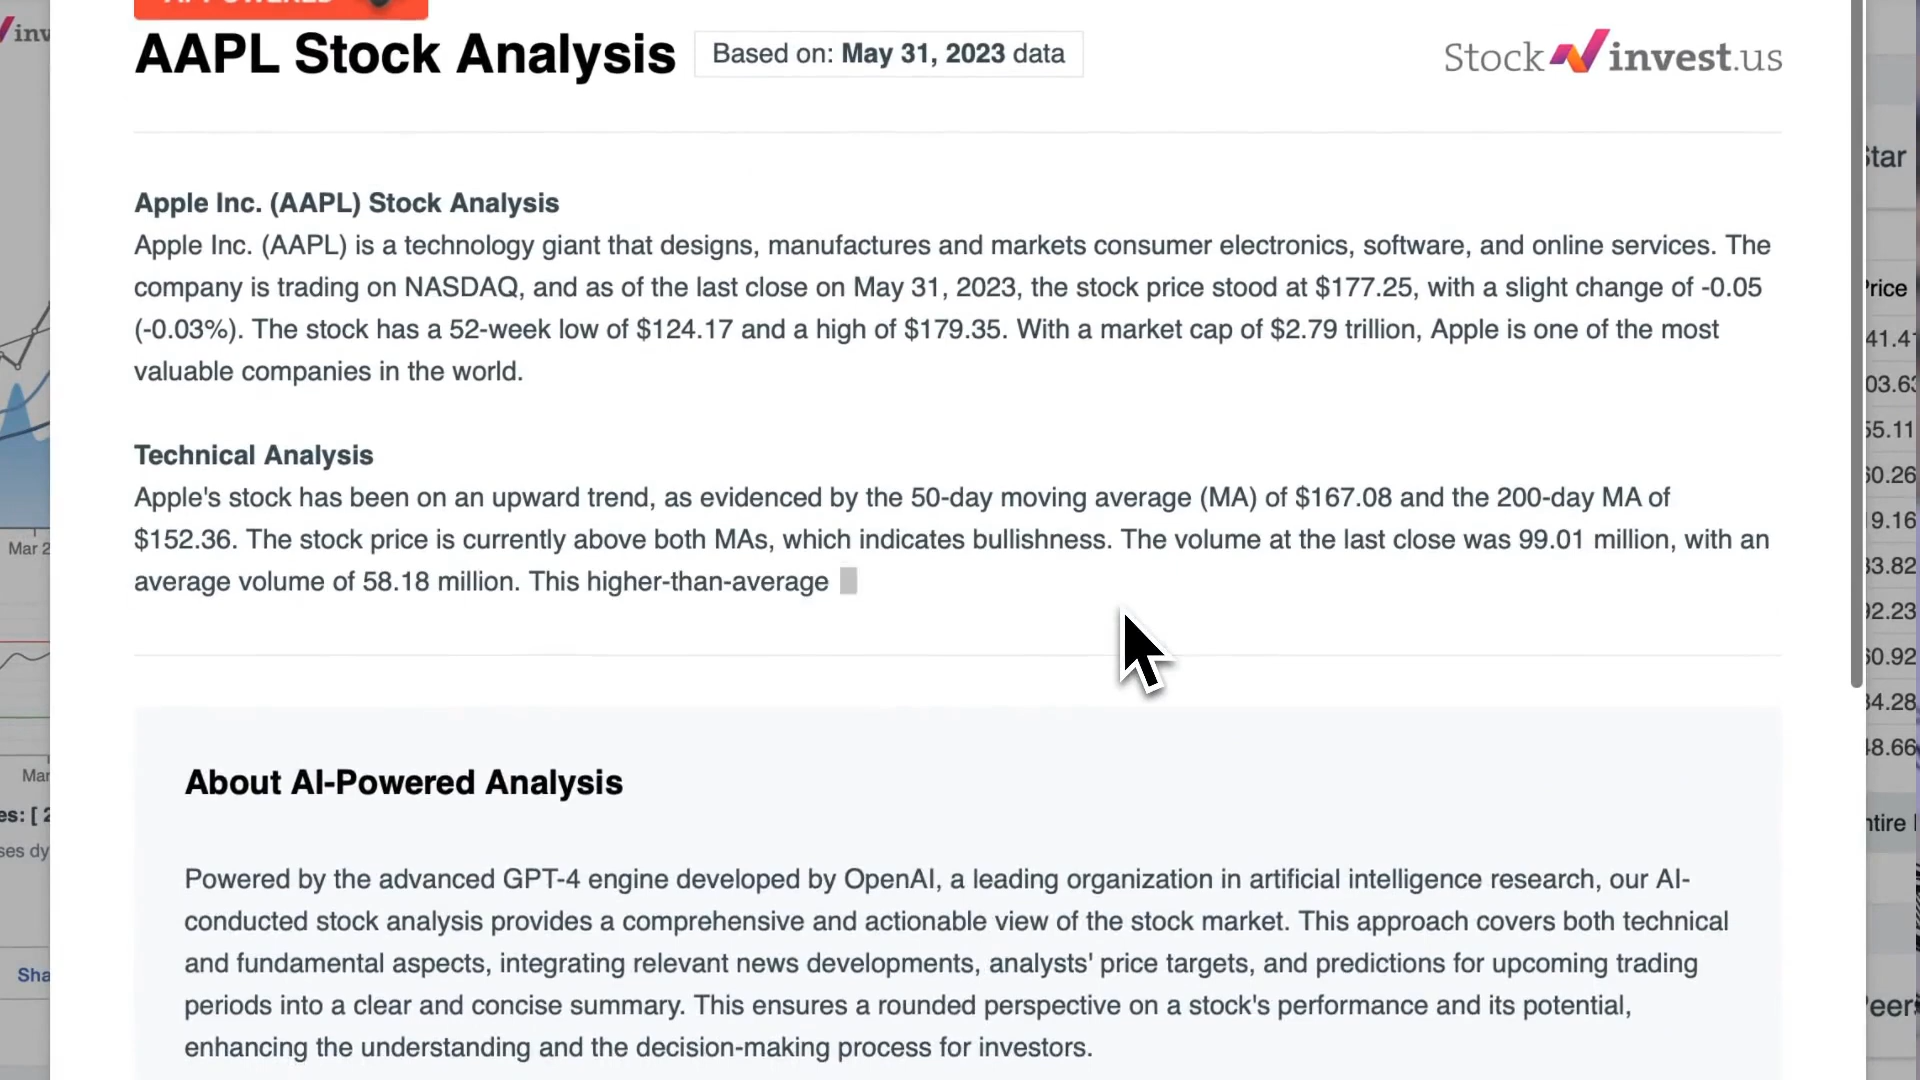 AAPL Stock Analysis
Based on: May 31, 2023 data
Stock invest.us
Apple Inc. (AAPL) Stock Analysis
Apple Inc. (AAPL) is a technology giant that designs, manufactures and markets consumer electronics, software, and online services. The
company is trading on NASDAQ, and as of the last close on May 31, 2023, the stock price stood at $177.25, with a slight change of -0.05
(-0.03%). The stock has a 52-week low of $124.17 and a high of $179.35. With a market cap of $2.79 trillion, Apple is one of the most
valuable companies in the world.
Technical Analysis
Apple's stock has been on an upward trend, as evidenced by the 50-day moving average (MA) of $167.08 and the 200-day MA of
$152.36. The stock price is currently above both MAs, which indicates bullishness. The volume at the last close was 99.01 million, with an
average volume of 58.18 million. This higher-than-average
About AI-Powered Analysis
Powered by the advanced GPT-4 engine developed by OpenAI, a leading organization in artificial intelligence research, our AI-
conducted stock analysis provides a comprehensive and actionable view of the stock market. This approach covers both technical
and fundamental aspects, integrating relevant news developments, analysts' price targets, and predictions for upcoming trading
periods into a clear and concise summary. This ensures a rounded perspective on a stock's performance and its potential,
enhancing the understanding and the decision-making process for investors.